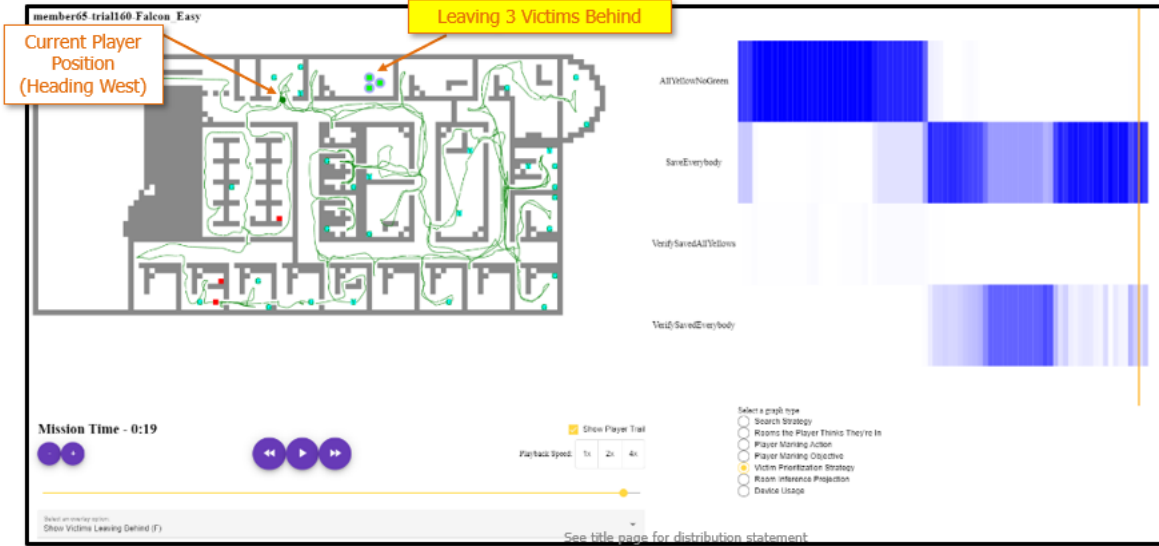 member65-trial160-Falcon_Easy
Leaving 3 Victims Behind
Current Player
Position
(Heading West)
AllYellowNoGreen
SaveEverybody
VerifySavedAllYellows
VerifySavedEverybody
Mission Time - 0:19
- +
Show Player Trail
Playback Speed: 1x 2x 4x
Select an overlay option
Show Victims Leaving Behind (F)
Select a graph type
Search Strategy
Rooms the Player Thinks They're In
Player Marking Action
Player Marking Objective
Victim Prioritization Strategy
Room Inference Projection
Device Usage
See title page for distribution statement